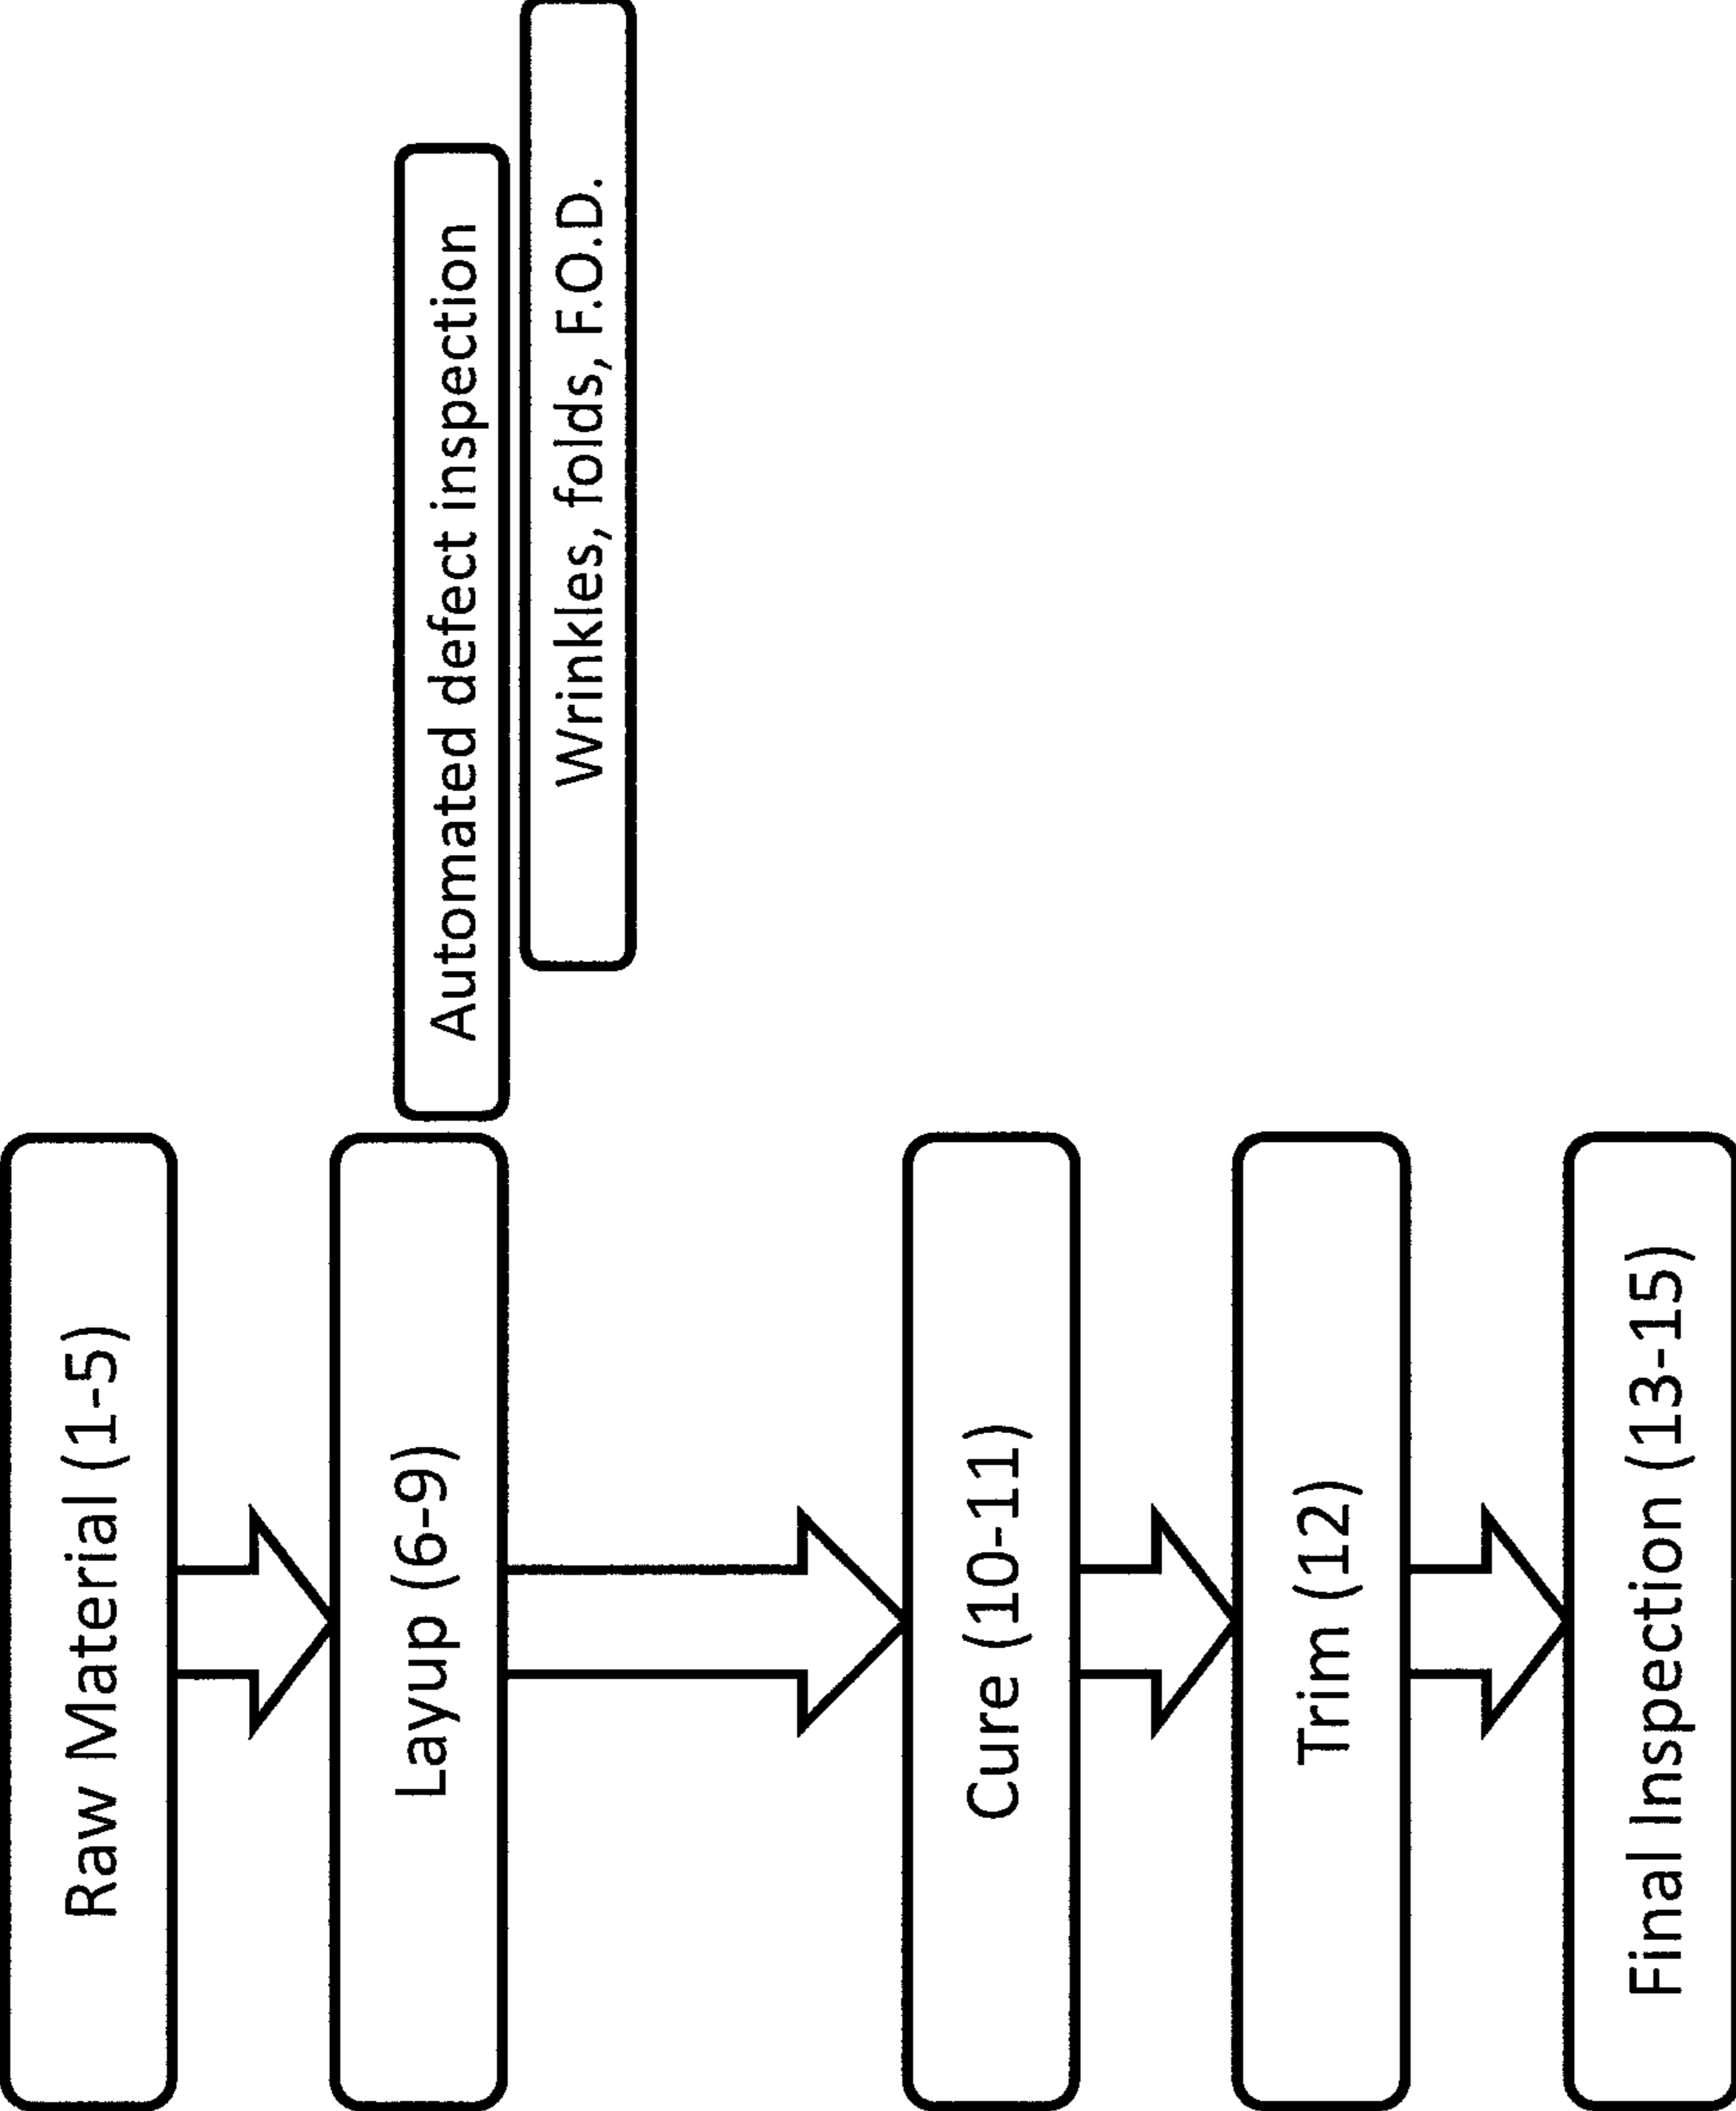 Raw Material (1-5)
Layup (6-9)
Automated defect inspection
Wrinkles, folds, F.O.D.
Cure (10-11)
Trim (12)
Final Inspection (13-15)